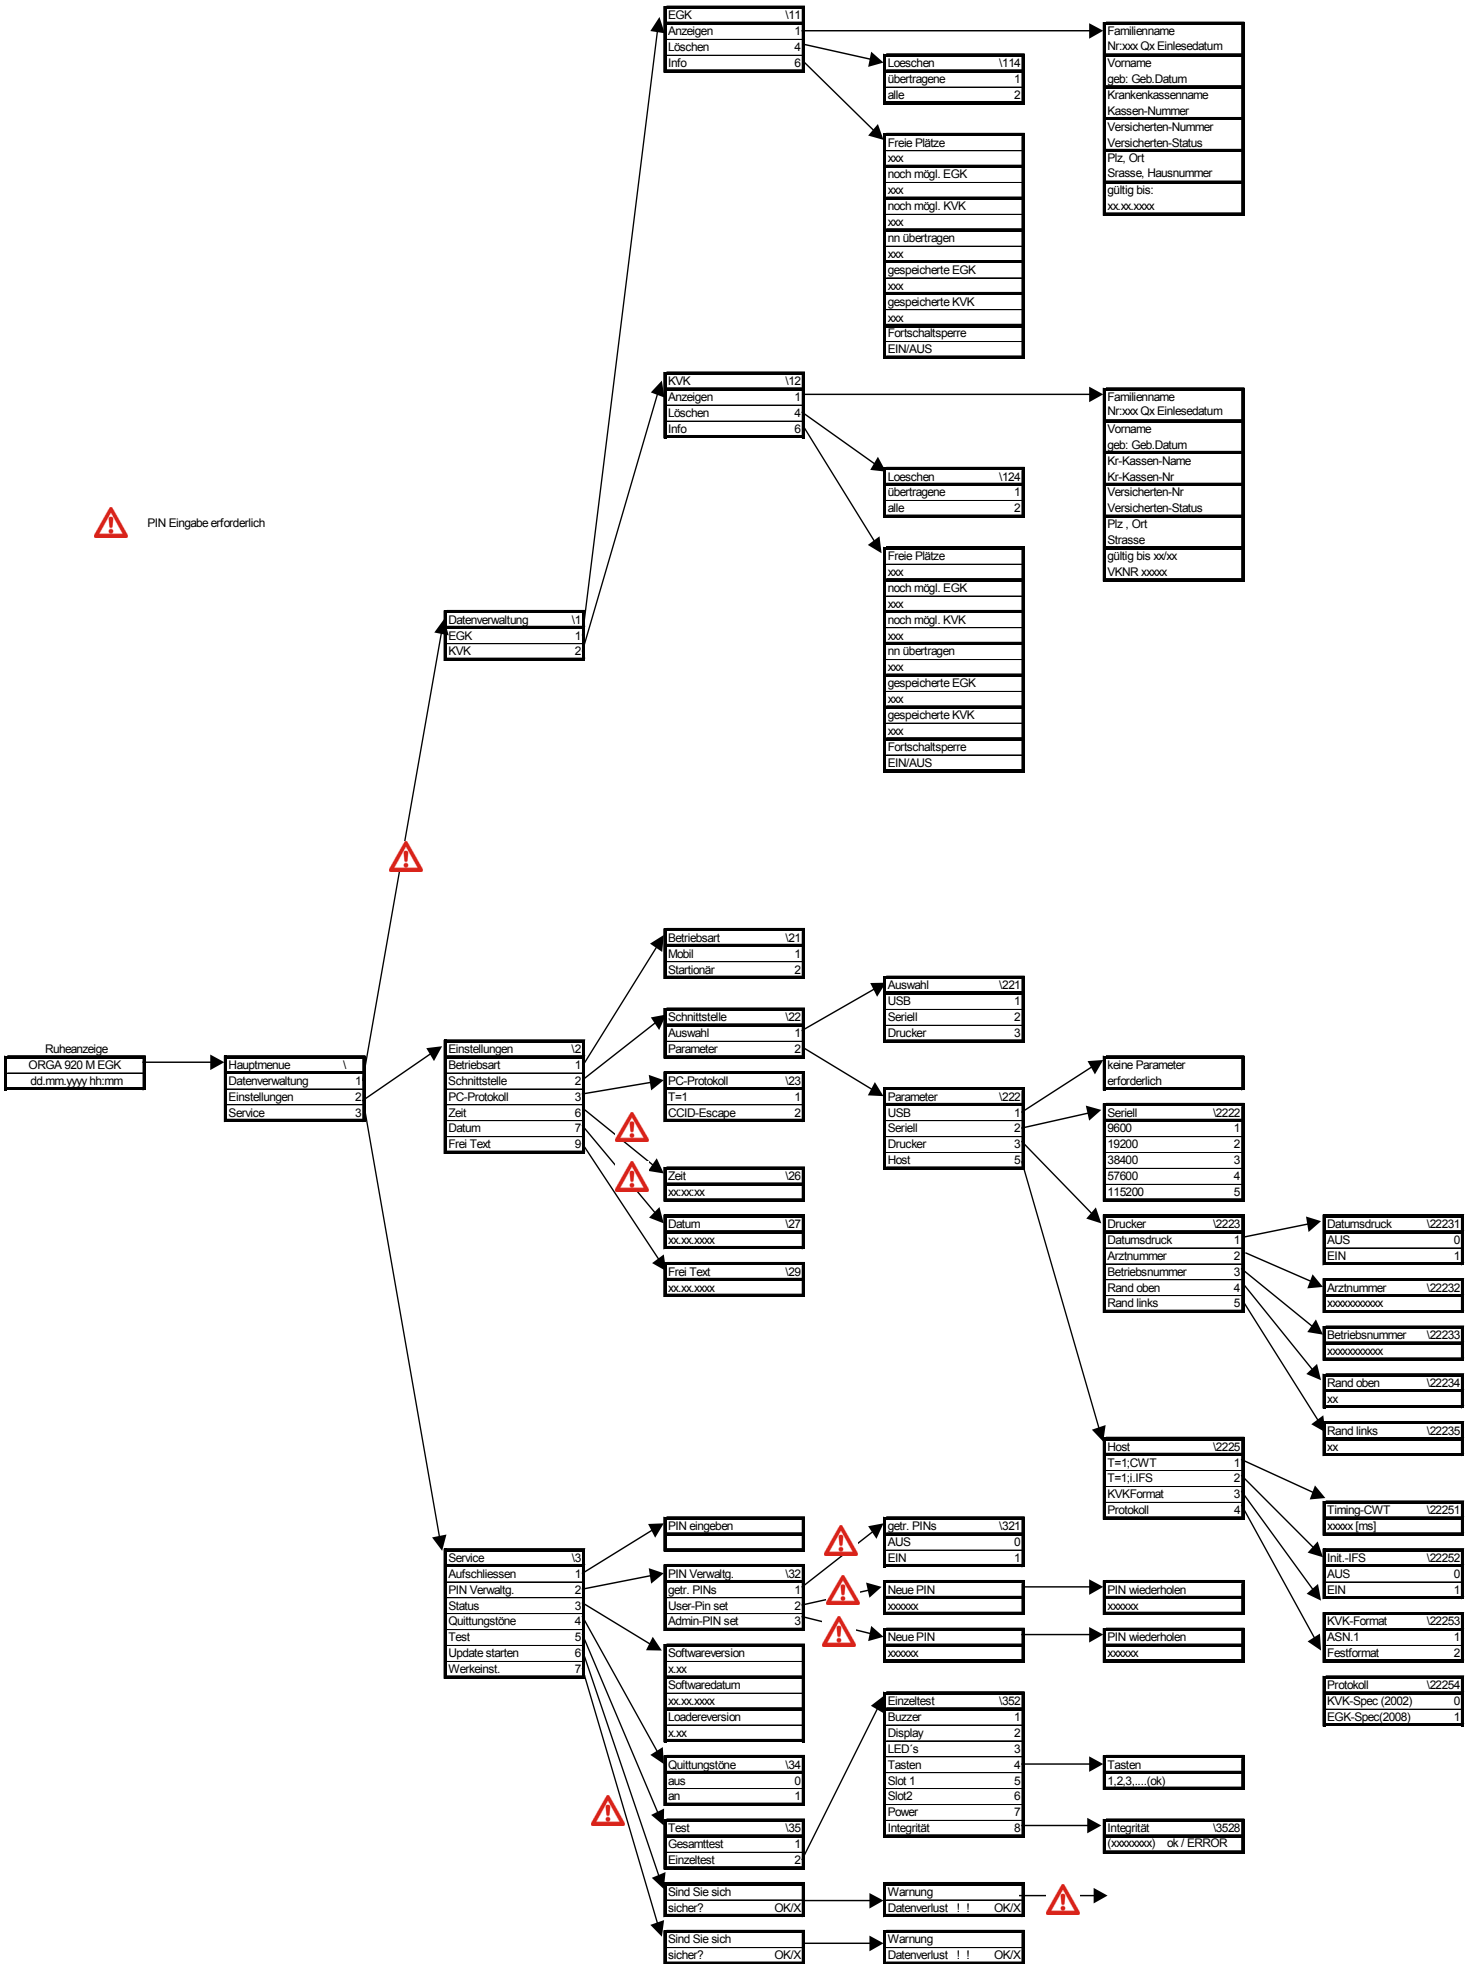 EGK \11
Anzeigen 1
Löschen 4
Info 6
Loeschen \114
übertragene 1
alle 2
Freie Plätze
xxx
noch mögl. EGK
xxx
noch mögl. KVK
xxx
nn übertragen
xxx
gespeicherte EGK
xxx
gespeicherte KVK
xxx
Fortschaltsperre
EIN/AUS
Familienname
Nr:xxx Qx Einlesedatum
Vorname
geb: Geb.Datum
Krankenkassenname
Kassen-Nummer
Versicherten-Nummer
Versicherten-Status
Plz, Ort
Srasse, Hausnummer
gültig bis:
xx.xx.xxxx
KVK \12
Anzeigen 1
Löschen 4
Info 6
Loeschen \124
übertragene 1
alle 2
Freie Plätze
xxx
noch mögl. EGK
xxx
noch mögl. KVK
xxx
nn übertragen
xxx
gespeicherte EGK
xxx
gespeicherte KVK
xxx
Fortschaltsperre
EIN/AUS
Familienname
Nr:xxx Qx Einlesedatum
Vorname
geb: Geb.Datum
Kr-Kassen-Name
Kr-Kassen-Nr
Versicherten-Nr
Versicherten-Status
Plz , Ort
Strasse
gültig bis xx/xx
VKNR xxxxx
PIN Eingabe erforderlich
Datenverwaltung \1
EGK 1
KVK 2
Ruheanzeige
ORGA 920 M EGK
dd.mm.yyyy hh:mm
Hauptmenue \
Datenverwaltung 1
Einstellungen 2
Service 3
Einstellungen \2
Betriebsart 1
Schnittstelle 2
PC-Protokoll 3
Zeit 6
Datum 7
Frei Text 9
Betriebsart \21
Mobil 1
Startionär 2
Schnittstelle \22
Auswahl 1
Parameter 2
PC-Protokoll \23
T=1 1
CCID-Escape 2
Zeit \26
xx:xx:xx
Datum \27
xx.xx.xxxx
Frei Text \29
xx.xx.xxxx
Auswahl \221
USB 1
Seriell 2
Drucker 3
Parameter \222
USB 1
Seriell 2
Drucker 3
Host 5
keine Parameter
erforderlich
Seriell \2222
9600 1
19200 2
38400 3
57600 4
115200 5
Drucker \2223
Datumsdruck 1
Arztnummer 2
Betriebsnummer 3
Rand oben 4
Rand links 5
Datumsdruck \22231
AUS 0
EIN 1
Arztnummer \22232
xxxxxxxxxx
Betriebsnummer \22233
xxxxxxxxxx
Rand oben \22234
xx
Rand links \22235
xx
Host \2225
T=1;CWT 1
T=1;i.IFS 2
KVKFormat 3
Protokoll 4
Timing-CWT \22251
xxxxx [ms]
Init.-IFS \22252
AUS 0
EIN 1
KVK-Format \22253
ASN.1 1
Festformat 2
Protokoll \22254
KVK-Spec (2002) 0
EGK-Spec(2008) 1
Service \3
Aufschliessen 1
PIN Verwaltg. 2
Status 3
Quittungstöne 4
Test 5
Update starten 6
Werkeinst. 7
PIN eingeben
PIN Verwaltg. \32
getr. PINs 1
User-Pin set 2
Admin-PIN set 3
getr. PINs \321
AUS 0
EIN 1
Neue PIN
xxxxxx
PIN wiederholen
xxxxxx
Neue PIN
xxxxxx
PIN wiederholen
xxxxxx
Softwareversion
x.xx
Softwaredatum
xx.xx.xxxx
Loadereversion
x.xx
Quittungstöne \34
aus 0
an 1
Test \35
Gesamttest 1
Einzeltest 2
Einzeltest \352
Buzzer 1
Display 2
LED´s 3
Tasten 4
Slot 1 5
Slot2 6
Power 7
Integrität 8
Tasten
1,2,3,....(ok)
Integrität \3528
(xxxxxxxx) ok / ERROR
Sind Sie sich
sicher? OK/X
Warnung
Datenverlust ! ! OK/X
Sind Sie sich
sicher? OK/X
Warnung
Datenverlust ! ! OK/X